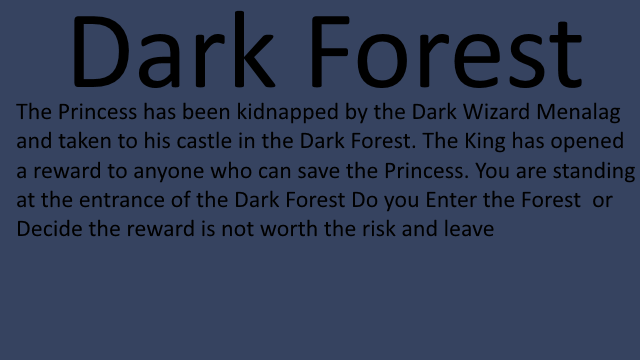 Dark Forest
The Princess has been kidnapped by the Dark Wizard Menalag
and taken to his castle in the Dark Forest. The King has opened
a reward to anyone who can save the Princess. You are standing
at the entrance of the Dark Forest Do you Enter the Forest  or
Decide the reward is not worth the risk and leave